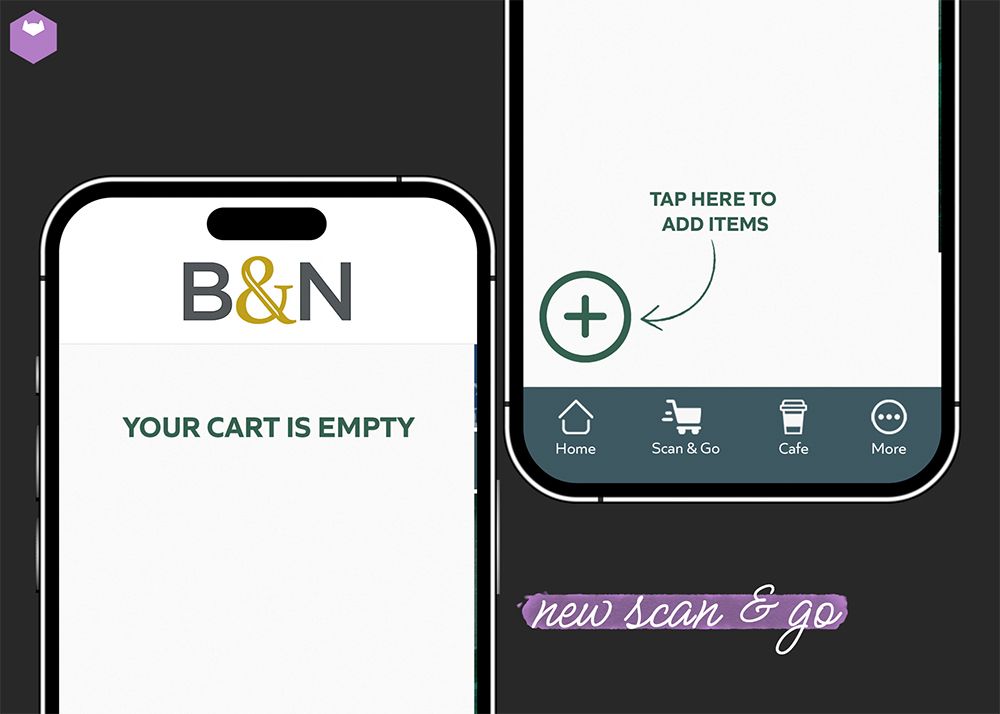 B&N
YOUR CART IS EMPTY
TAP HERE TO
ADD ITEMS
Home
Scan & Go
Cafe
More
new scan & go